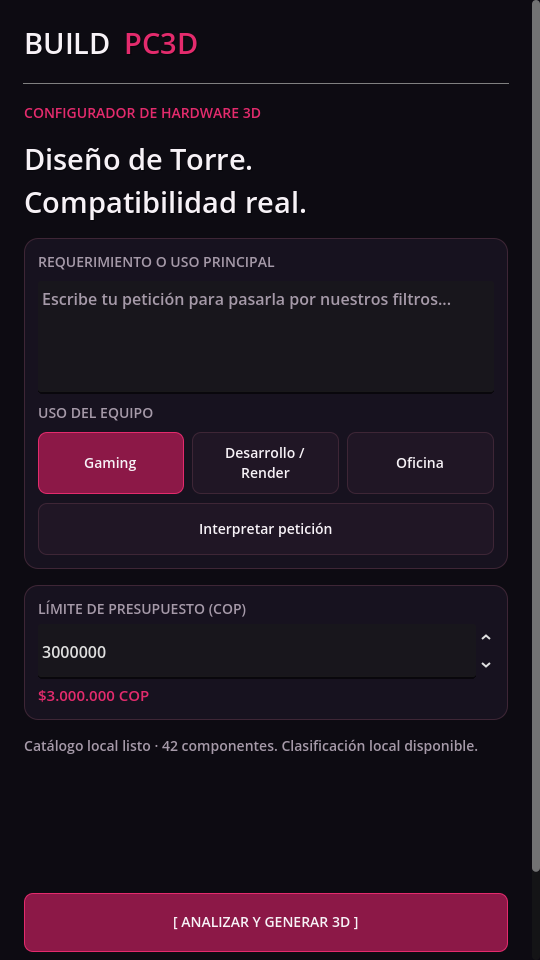 BUILD PC3D
CONFIGURADOR DE HARDWARE 3D
Diseño de Torre.
Compatibilidad real.
REQUERIMIENTO O USO PRINCIPAL
Escribe tu petición para pasarla por nuestros filtros...
USO DEL EQUIPO
Gaming
Desarrollo /
Render
Oficina
Interpretar petición
LÍMITE DE PRESUPUESTO (COP)
3000000
$3.000.000 COP
Catálogo local listo · 42 componentes. Clasificación local disponible.
[ ANALIZAR Y GENERAR 3D ]